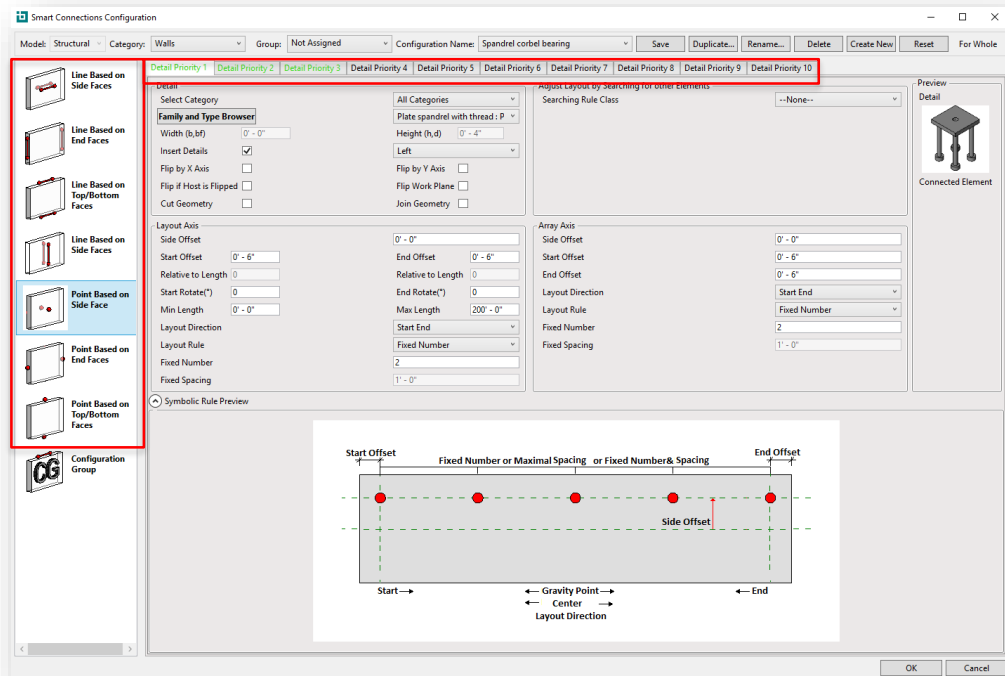 Smart Connections Configuration
Model: Structural Category: Walls Group: Not Assigned Configuration Name: Spandrel corbel bearing Save Duplicate... Rename... Delete Create New Reset For Whole
Line Based on Side Faces
Line Based on End Faces
Line Based on Top/Bottom Faces
Line Based on Side Faces
Point Based on Side Face
Point Based on End Faces
Point Based on Top/Bottom Faces
CG Configuration Group
Detail Priority 1 Detail Priority 2 Detail Priority 3 Detail Priority 4 Detail Priority 5 Detail Priority 6 Detail Priority 7 Detail Priority 8 Detail Priority 9 Detail Priority 10
Detail
Select Category All Categories
Family and Type Browser Plate spandrel with thread : P
Width (b,bf) 0' - 0" Height (h,d) 0' - 4"
Insert Details Left
Flip by X Axis Flip by Y Axis
Flip if Host is Flipped Flip Work Plane
Cut Geometry Join Geometry
Adjust Layout by Searching for other Elements
Searching Rule Class --None--
Preview
Detail
Connected Element
Layout Axis
Side Offset 0' - 0"
Start Offset 0' - 6" End Offset 0' - 6"
Relative to Length 0 Relative to Length 0
Start Rotate(°) 0 End Rotate(°) 0
Min Length 0' - 0" Max Length 200' - 0"
Layout Direction Start End
Layout Rule Fixed Number
Fixed Number 2
Fixed Spacing 1' - 0"
Array Axis
Side Offset 0' - 0"
Start Offset 0' - 6"
End Offset 0' - 6"
Layout Direction Start End
Layout Rule Fixed Number
Fixed Number 2
Fixed Spacing 1' - 0"
Symbolic Rule Preview
Start Offset Fixed Number or Maximal Spacing or Fixed Number& Spacing End Offset
Side Offset
Start Gravity Point End
Center
Layout Direction
OK Cancel